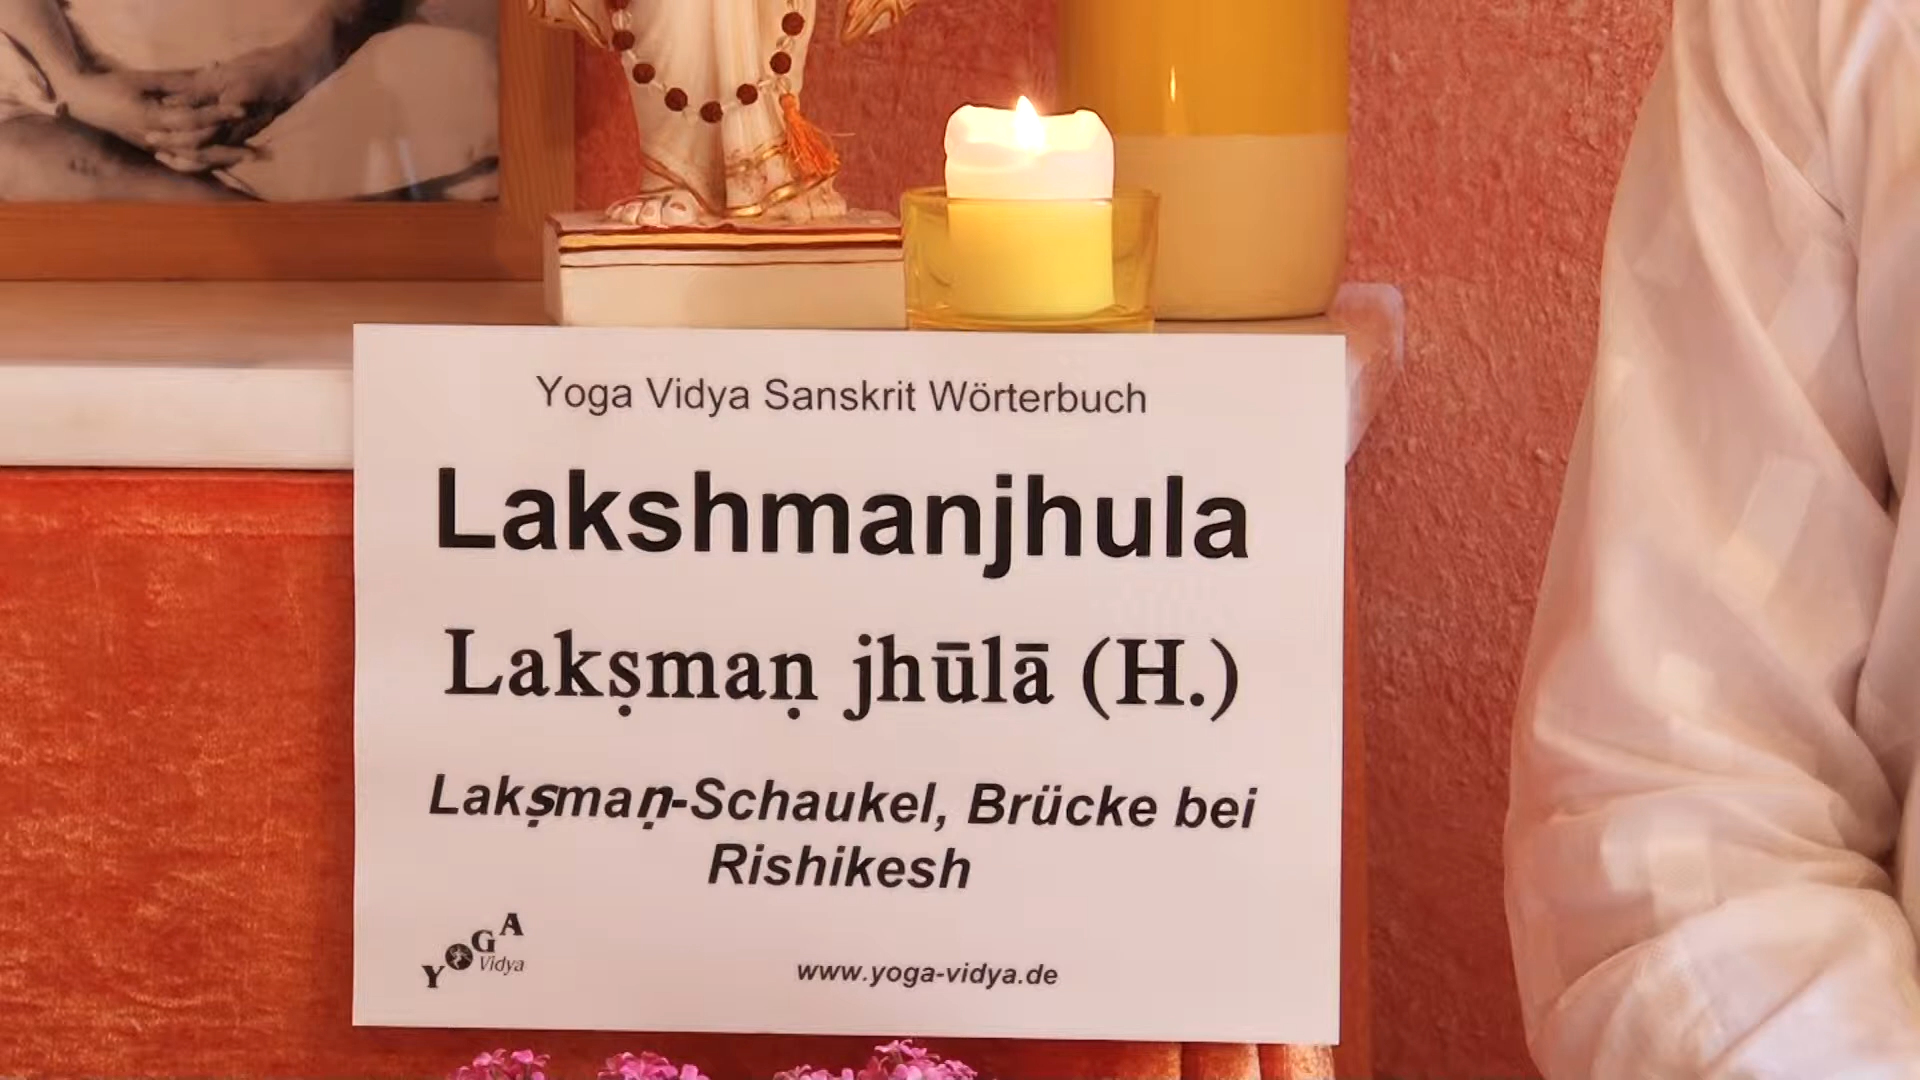 Yoga Vidya Sanskrit Wörterbuch
Lakshmanjhula
Lakṣmaṇ jhūlā (H.)
Lakṣmaṇ-Schaukel, Brücke bei
Rishikesh
YOGA
Vidya
www.yoga-vidya.de